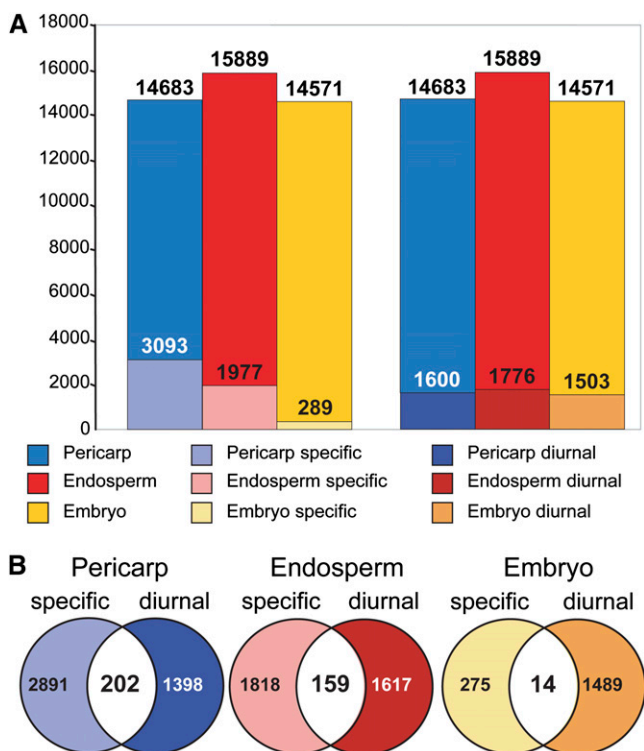 A
18000
16000
14000
12000
10000
8000
6000
4000
2000
0
14683 15889 14571 14683 15889 14571
3093 1977 289 1600 1776 1503
Pericarp Pericarp specific Pericarp diurnal
Endosperm Endosperm specific Endosperm diurnal
Embryo Embryo specific Embryo diurnal
B
Pericarp Endosperm Embryo
specific diurnal specific diurnal specific diurnal
2891 202 1398 1818 159 1617 275 14 1489